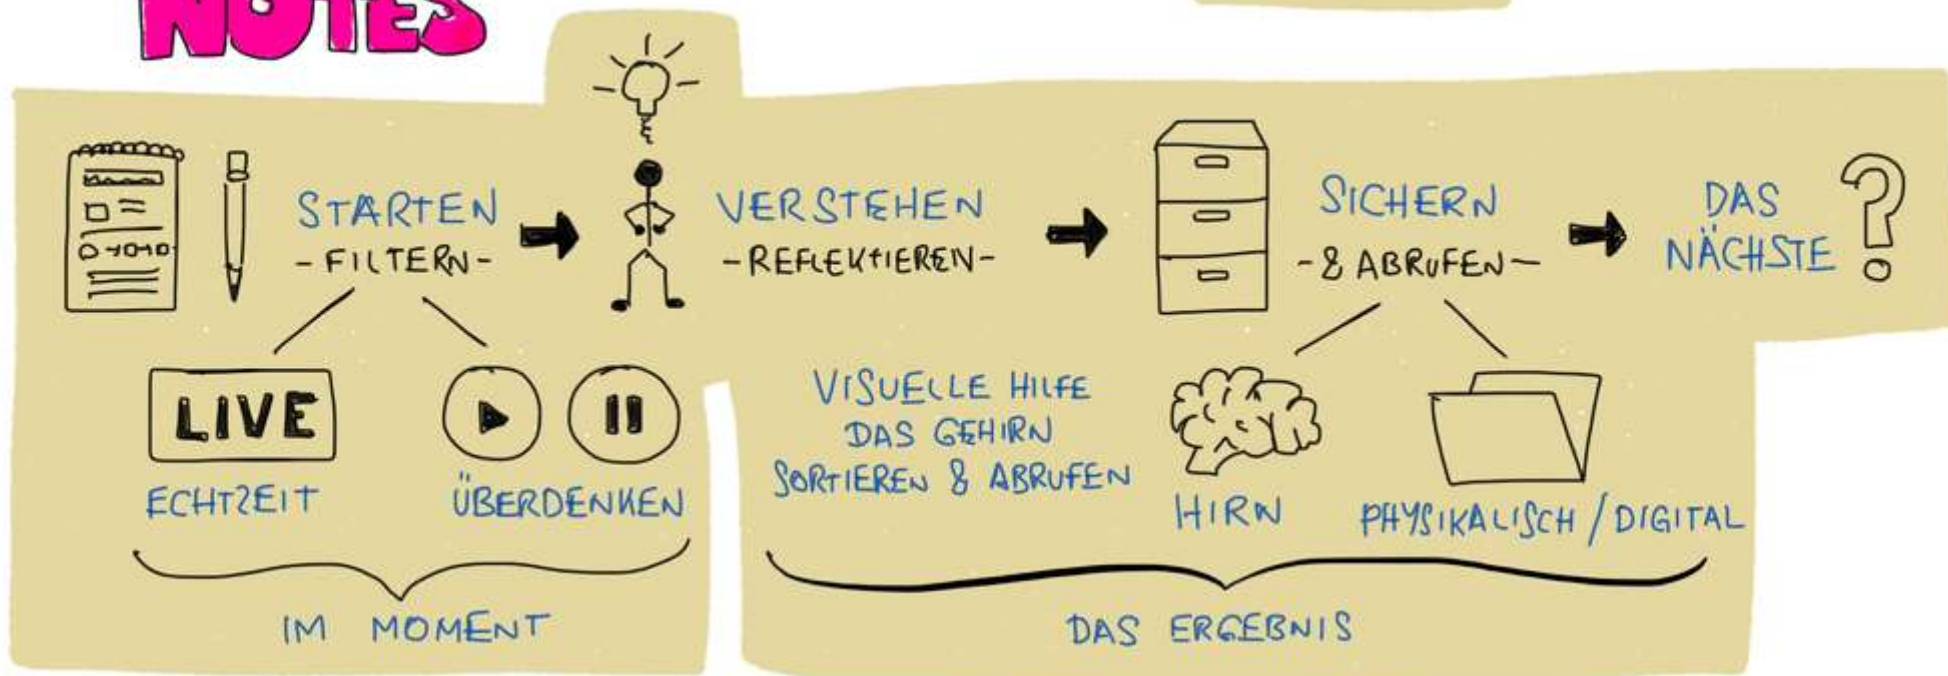 NOTES
STARTEN
- FILTERN -
VERSTEHEN
- REFLEKTIEREN -
SICHERN
- & ABRUFEN -
DAS
NÄCHSTE ?
LIVE
ECHTZEIT
ÜBERDENKEN
VISUELLE HILFE
DAS GEHIRN
SORTIEREN & ABRUFEN
HIRN
PHYSIKALISCH / DIGITAL
IM MOMENT
DAS ERGEBNIS